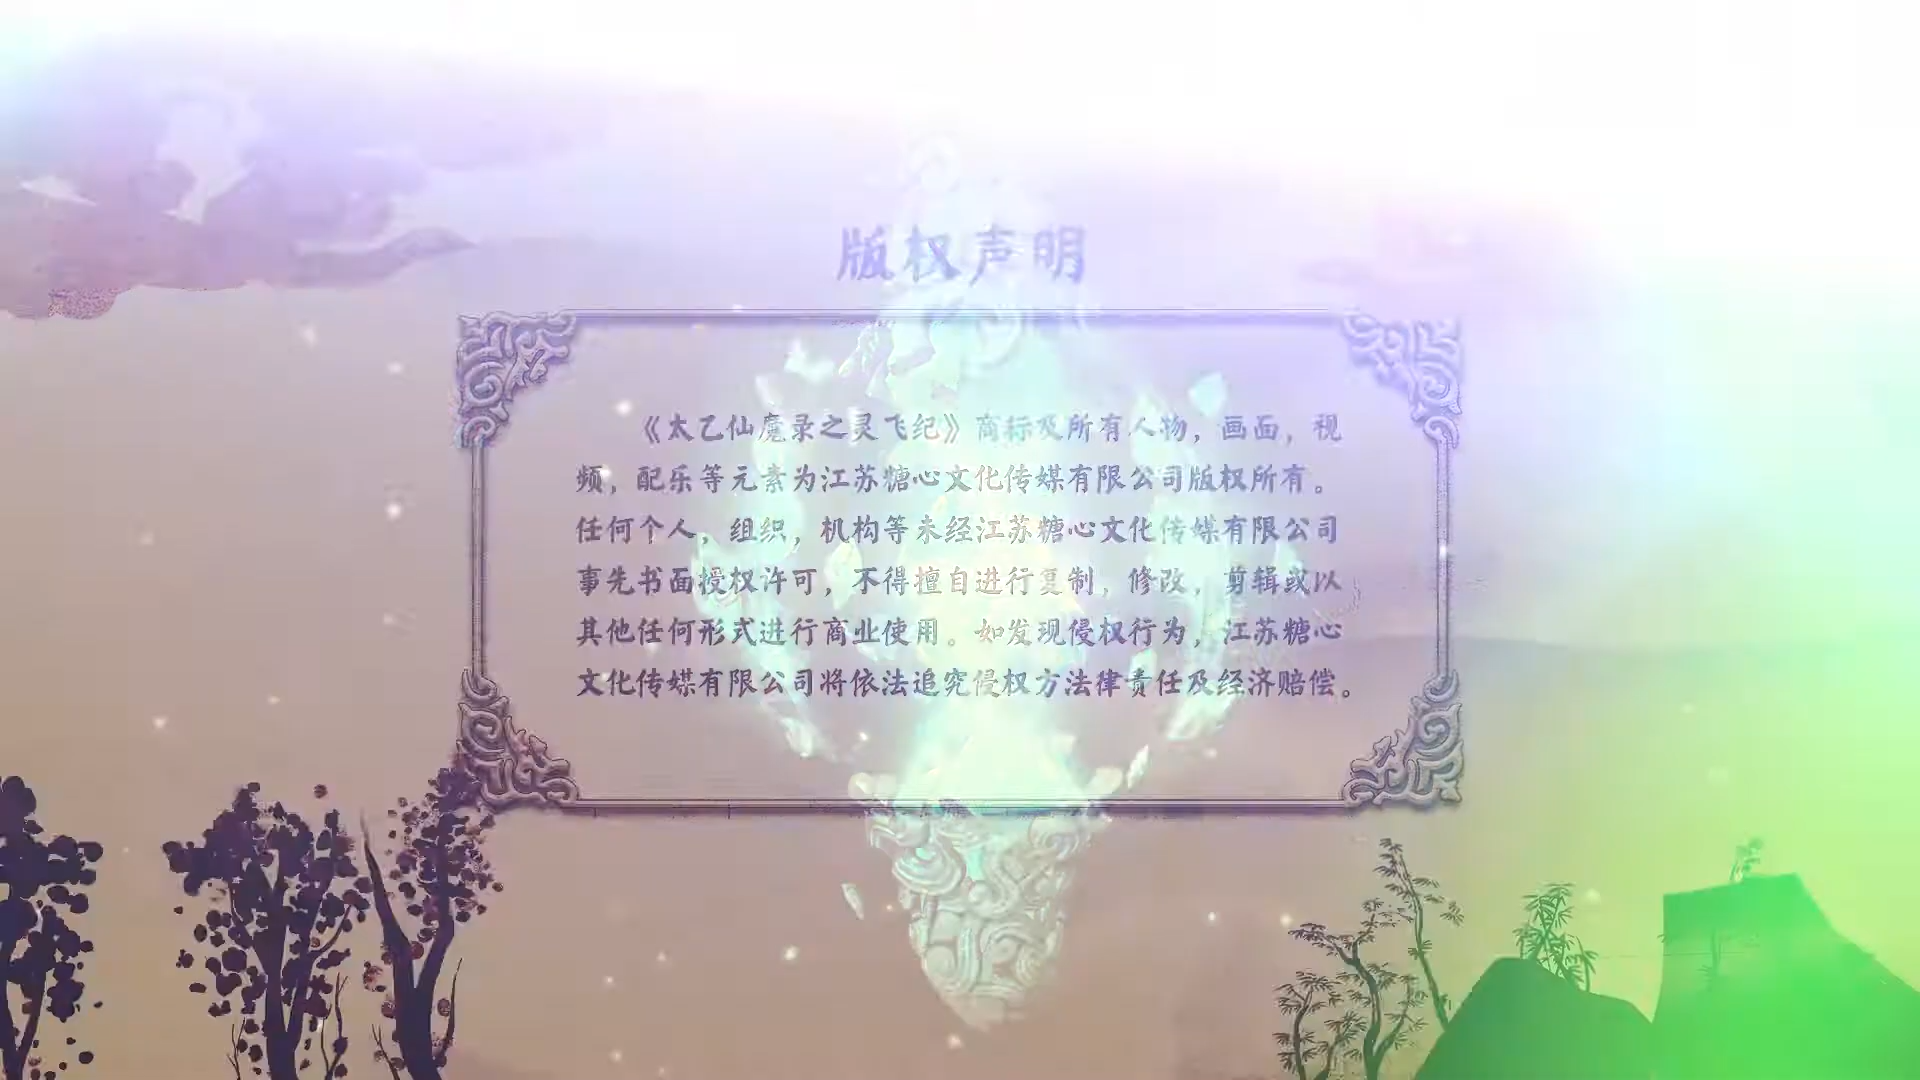 版权声明
《太乙仙魔录之灵飞纪》商标及所有人物，画面，视
频，配乐等元素为江苏糖心文化传媒有限公司版权所有。
任何个人，组织，机构等未经江苏糖心文化传媒有限公司
事先书面授权许可，不得擅自进行复制，修改，剪辑或以
其他任何形式进行商业使用。如发现侵权行为，江苏糖心
文化传媒有限公司将依法追究侵权方法律责任及经济赔偿。